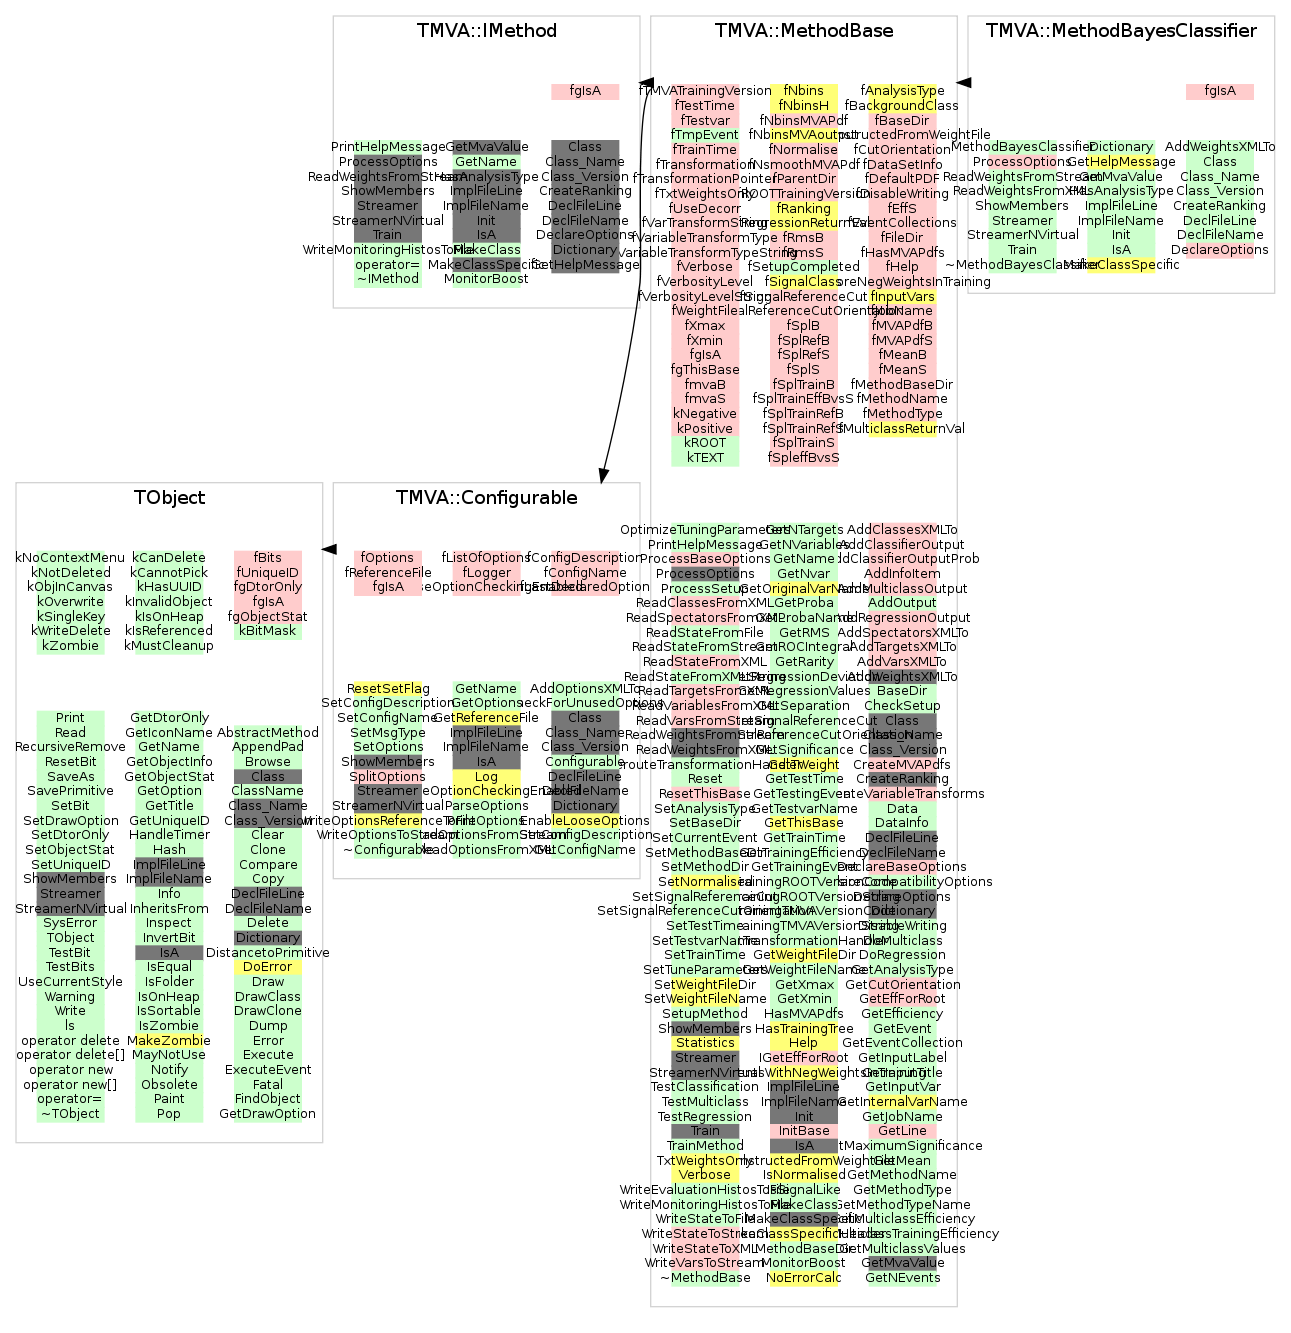 TMVA::IMethod
fgIsA
PrintHelpMessage GetMvaValue Class
ProcessOptions GetName Class_Name
ReadWeightsFromStream HasAnalysisType Class_Version
ShowMembers ImplFileLine CreateRanking
Streamer ImplFileName DeclFileLine
StreamerNVirtual Init DeclFileName
Train IsA DeclareOptions
WriteMonitoringHistosToFile MakeClass Dictionary
operator= MakeClassSpecific GetHelpMessage
~IMethod MonitorBoost
TMVA::MethodBase
fTMVATrainingVersion fNbins fAnalysisType
fTestTime fNbinsH fBackgroundClass
fTestvar fNbinsMVAPdf fBaseDir
fTmpEvent fNbinsMVAoutput
fTrainTime fNormalise fCutOrientation
fTransformation fNsmoothMVAPdf fDataSetInfo
fTransformationPointer fParentDir fDefaultPDF
fTxtWeightsOnly fROOTTrainingVersion fDisableWriting
fUseDecorr fRanking fEffS
fVarTransformString fRegressionReturnVal fEventCollections
fVariableTransformType fRmsB fFileDir
fVariableTransformTypeString fRmsS fHasMVAPdfs
fVerbose fSetupCompleted fHelp
fVerbosityLevel fSignalClass
fVerbosityLevelString fSignalReferenceCut fInputVars
fWeightFile fJobName
fXmax fSplB fMVAPdfB
fXmin fSplRefB fMVAPdfS
fgIsA fSplRefS fMeanB
fgThisBase fSplS fMeanS
fmvaB fSplTrainB fMethodBaseDir
fmvaS fSplTrainEffBvsS fMethodName
kNegative fSplTrainRefB fMethodType
kPositive fSplTrainRefS fMulticlassReturnVal
kROOT fSplTrainS
kTEXT fSpleffBvsS
OptimizeTuningParameters GetNTargets AddClassesXMLTo
PrintHelpMessage GetNVariables AddClassifierOutput
ProcessBaseOptions GetName
ProcessOptions GetNvar AddInfoItem
ProcessSetup GetOriginalVarName AddMulticlassOutput
ReadClassesFromXML GetProba AddOutput
ReadSpectatorsFromXML GetProbaName AddRegressionOutput
ReadStateFromFile GetRMS AddSpectatorsXMLTo
ReadStateFromStream GetROCIntegral AddTargetsXMLTo
ReadStateFromXML GetRarity AddVarsXMLTo
ReadStateFromXMLString AddWeightsXMLTo
ReadTargetsFromXML GetRegressionValues BaseDir
ReadVariablesFromXML GetSeparation CheckSetup
ReadVarsFromStream GetSignalReferenceCut Class
ReadWeightsFromStream Class_Name
ReadWeightsFromXML GetSignificance Class_Version
GetWeight CreateMVAPdfs
Reset GetTestTime CreateRanking
ResetThisBase GetTestingEvent
SetAnalysisType GetTestvarName Data
SetBaseDir GetThisBase DataInfo
SetCurrentEvent GetTrainTime DeclFileLine
SetMethodBaseDir GetTrainingEfficiency DeclFileName
SetMethodDir GetTrainingEvent DeclareBaseOptions
SetNormalised
SetSignalReferenceCut DeclareOptions
SetSignalReferenceCutOrientation Dictionary
SetTestTime DisableWriting
SetTestvarName DoMulticlass
SetTrainTime GetWeightFileDir DoRegression
SetTuneParameters GetWeightFileName GetAnalysisType
SetWeightFileDir GetXmax GetCutOrientation
SetWeightFileName GetXmin GetEffForRoot
SetupMethod HasMVAPdfs GetEfficiency
ShowMembers HasTrainingTree GetEvent
Statistics Help GetEventCollection
Streamer IGetEffForRoot GetInputLabel
StreamerNVirtual GetInputTitle
TestClassification ImplFileLine GetInputVar
TestMulticlass ImplFileName GetInternalVarName
TestRegression Init GetJobName
Train InitBase GetLine
TrainMethod IsA GetMaximumSignificance
TxtWeightsOnly GetMean
Verbose IsNormalised GetMethodName
WriteEvaluationHistosToFile IsSignalLike GetMethodType
WriteMonitoringHistosToFile MakeClass GetMethodTypeName
WriteStateToFile MakeClassSpecific GetMulticlassEfficiency
WriteStateToStream MakeClassSpecificHeader
WriteStateToXML MethodBaseDir GetMulticlassValues
WriteVarsToStream MonitorBoost GetMvaValue
~MethodBase NoErrorCalc GetNEvents
TMVA::MethodBayesClassifier
fgIsA
MethodBayesClassifier Dictionary AddWeightsXMLTo
ProcessOptions GetHelpMessage Class
ReadWeightsFromStream GetMvaValue Class_Name
ReadWeightsFromXML HasAnalysisType Class_Version
ShowMembers ImplFileLine CreateRanking
Streamer ImplFileName DeclFileLine
StreamerNVirtual Init DeclFileName
Train IsA DeclareOptions
~MethodBayesClassifier MakeClassSpecific
TObject
kNoContextMenu kCanDelete fBits
kNotDeleted kCannotPick fUniqueID
kObjInCanvas kHasUUID fgDtorOnly
kOverwrite kInvalidObject fgIsA
kSingleKey kIsOnHeap fgObjectStat
kWriteDelete kIsReferenced kBitMask
kZombie kMustCleanup
Print GetDtorOnly
Read GetIconName AbstractMethod
RecursiveRemove GetName AppendPad
ResetBit GetObjectInfo Browse
SaveAs GetObjectStat Class
SavePrimitive GetOption ClassName
SetBit GetTitle Class_Name
SetDrawOption GetUniqueID Class_Version
SetDtorOnly HandleTimer Clear
SetObjectStat Hash Clone
SetUniqueID ImplFileLine Compare
ShowMembers ImplFileName Copy
Streamer Info DeclFileLine
StreamerNVirtual InheritsFrom DeclFileName
SysError Inspect Delete
TObject InvertBit Dictionary
TestBit IsA DistancetoPrimitive
TestBits IsEqual DoError
UseCurrentStyle IsFolder Draw
Warning IsOnHeap DrawClass
Write IsSortable DrawClone
ls IsZombie Dump
operator delete MakeZombie Error
operator delete[] MayNotUse Execute
operator new Notify ExecuteEvent
operator new[] Obsolete Fatal
operator= Paint FindObject
~TObject Pop GetDrawOption
TMVA::Configurable
fOptions fListOfOptions fConfigDescription
fReferenceFile fLogger fConfigName
fgIsA
ResetSetFlag GetName AddOptionsXMLTo
SetConfigDescription GetOptions
SetConfigName GetReferenceFile Class
SetMsgType ImplFileLine Class_Name
SetOptions ImplFileName Class_Version
ShowMembers IsA Configurable
SplitOptions Log DeclFileLine
Streamer DeclFileName
StreamerNVirtual ParseOptions Dictionary
WriteOptionsReferenceToFile PrintOptions EnableLooseOptions
WriteOptionsToStream ReadOptionsFromStream GetConfigDescription
~Configurable ReadOptionsFromXML GetConfigName